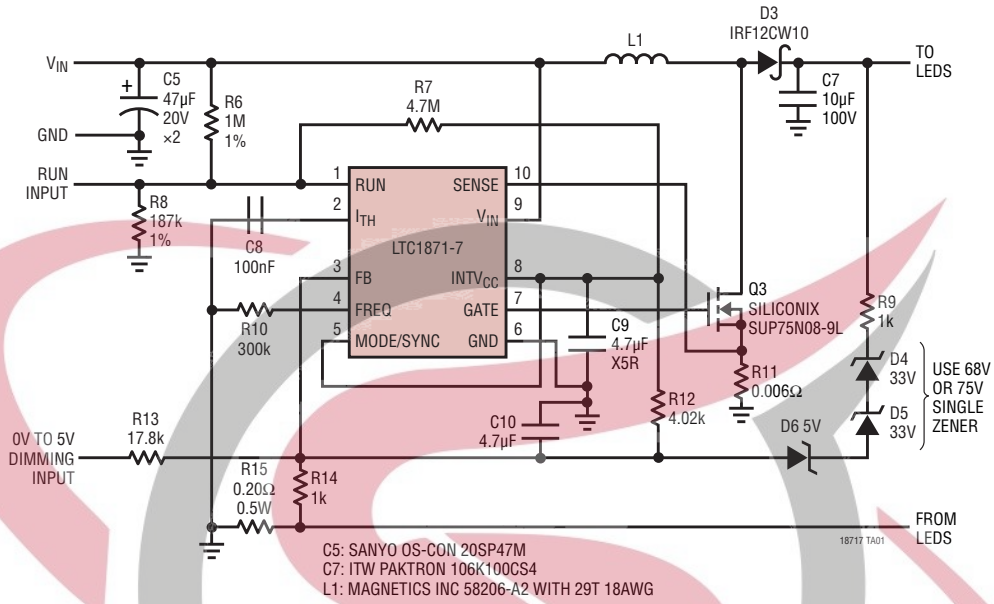 D3
IRF12CW10
L1
TO
LEDS
VIN
C5
47µF
20V
×2
+
R6
1M
1%
R7
4.7M
C7
10µF
100V
GND
RUN
INPUT
R8
187k
1%
C8
100nF
1
RUN
SENSE
10
2
ITH
VIN
9
LTC1871-7
3
FB
INTVCC
8
4
FREQ
GATE
7
5
MODE/SYNC
GND
6
R10
300k
Q3
SILICONIX
SUP75N08-9L
R9
1k
C9
4.7µF
X5R
R11
0.006Ω
D4
33V
D5
33V
USE 68V
OR 75V
SINGLE
ZENER
R12
4.02k
C10
4.7µF
D6 5V
0V TO 5V
DIMMING
INPUT
R13
17.8k
R15
0.20Ω
0.5W
R14
1k
FROM
LEDS
18717 TA01
C5: SANYO OS-CON 20SP47M
C7: ITW PAKTRON 106K100CS4
L1: MAGNETICS INC 58206-A2 WITH 29T 18AWG